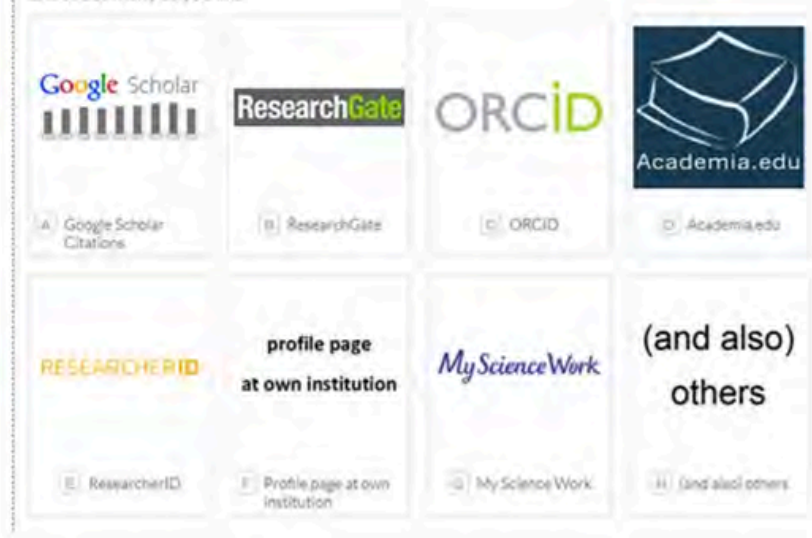 Google Scholar
ResearchGate
ORCiD
Academia.edu
A Google Scholar
Citations
B ResearchGate
C ORCID
D Academia.edu
RESEARCHERID
profile page
at own institution
MyScienceWork
(and also)
others
E ResearcherID
F Profile page at own
institution
G My Science Work
H (and also) others